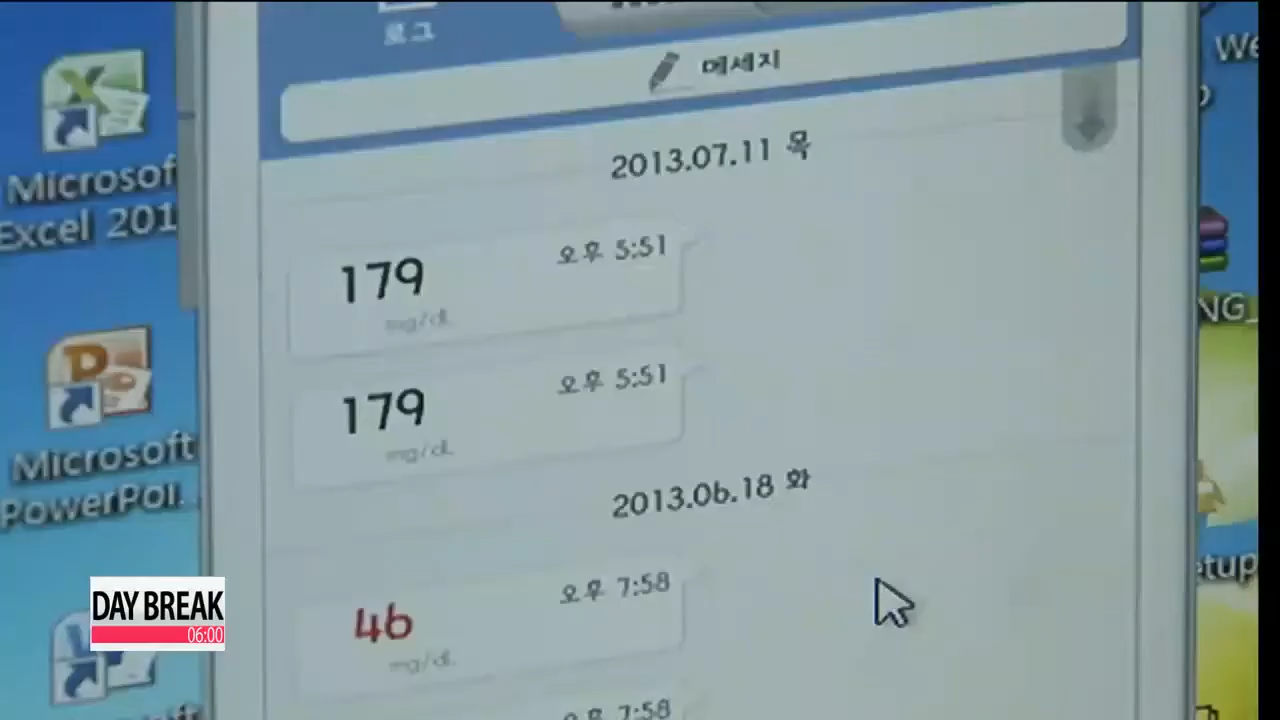 로그
메세지
2013.07.11 목
오후 5:51
179
mg/dL
오후 5:51
179
mg/dL
2013.06.18 화
오후 7:58
46
mg/dL
오후 7:58
Microsof
Excel 201
Microsoft
PowerPoi...
We
NG_
etup
DAY BREAK
06:00